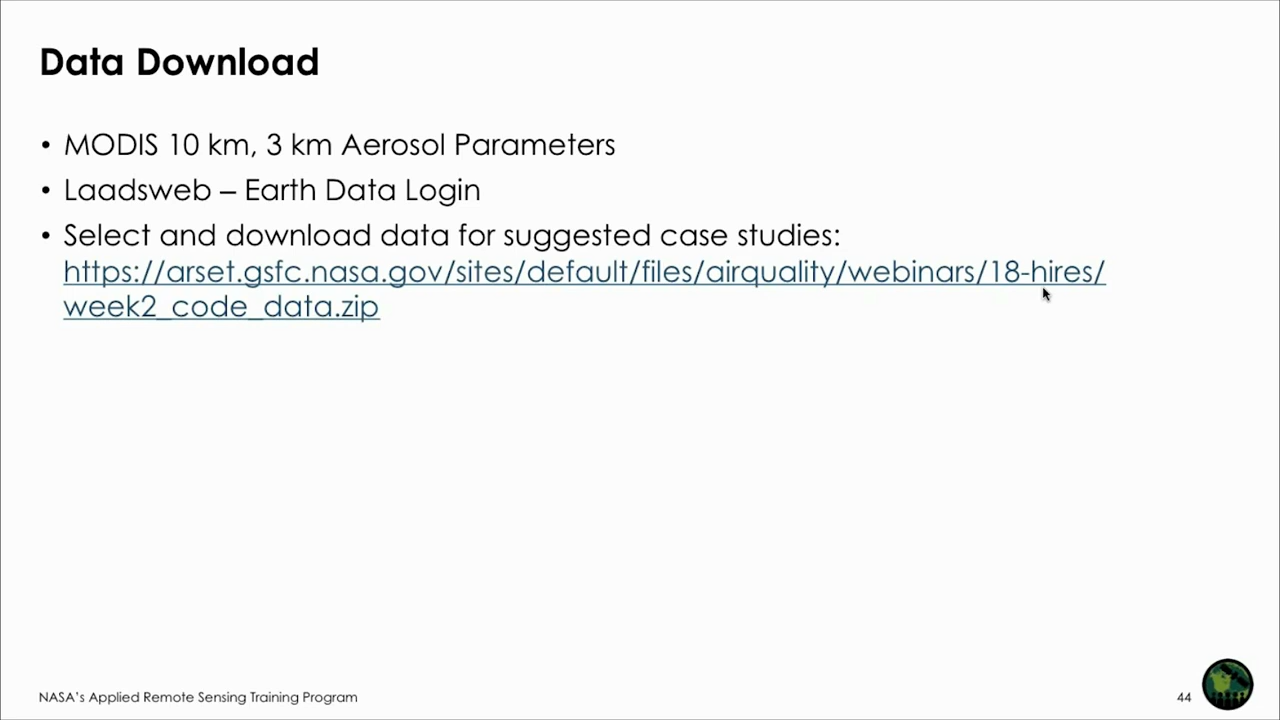 Data Download
• MODIS 10 km, 3 km Aerosol Parameters
• Laadsweb – Earth Data Login
• Select and download data for suggested case studies:
https://arset.gsfc.nasa.gov/sites/default/files/airquality/webinars/18-hires/
week2_code_data.zip
NASA's Applied Remote Sensing Training Program
44